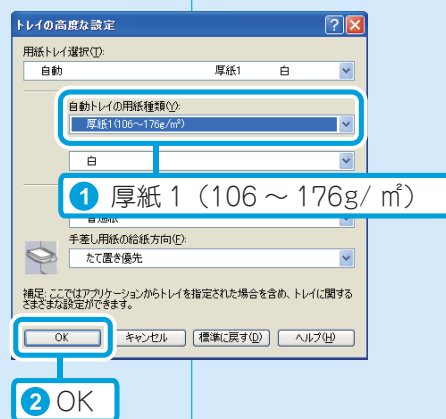 トレイの高度な設定
用紙トレイ選択(T):
自動 厚紙1 白
自動トレイの用紙種類(Y):
厚紙1(106～176g/㎡)
白
1 厚紙 1（106 ～ 176g/ ㎡）
手差し用紙の給紙方向(F):
たて置き優先
補足: ここではアプリケーションからトレイを指定された場合を含め、トレイに関する
さまざまな設定ができます。
OK キャンセル 標準に戻す(D) ヘルプ(H)
2 OK